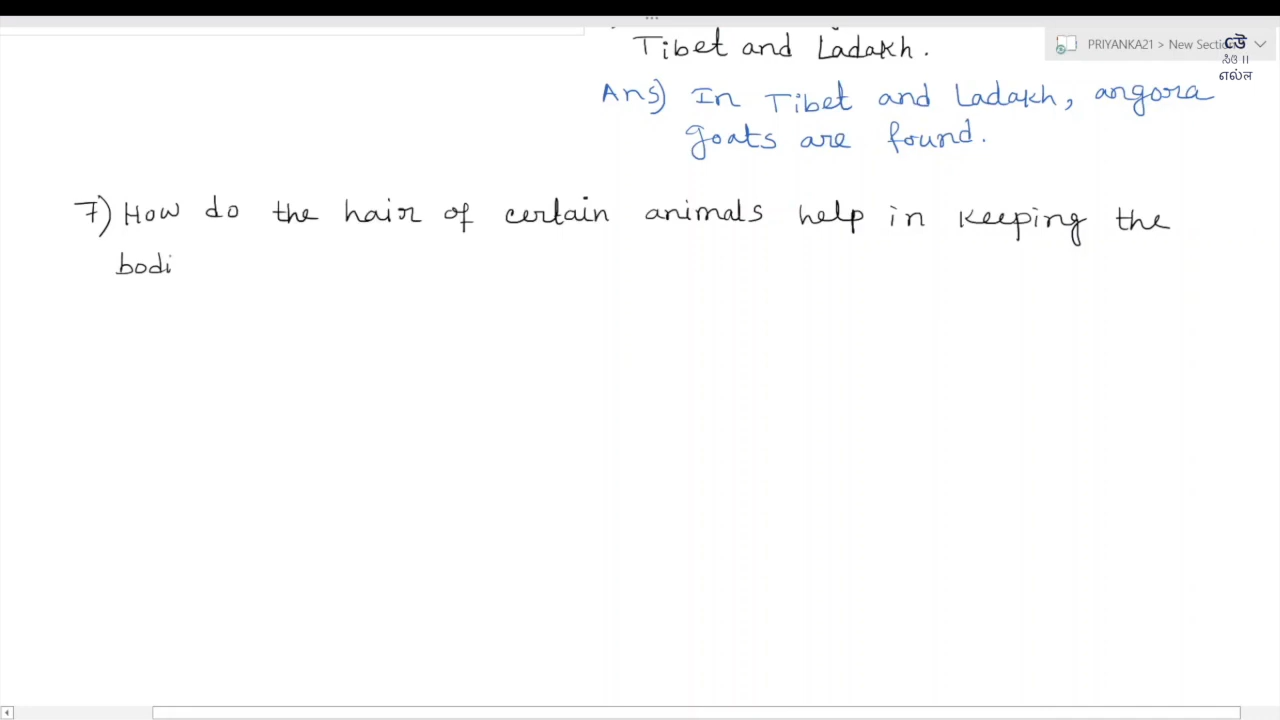 Tibet and Ladakh.
PRIYANKA21 > New Section
Ans) In Tibet and Ladakh, angora
goats are found.
7) How do the hair of certain animals help in keeping the
bodi